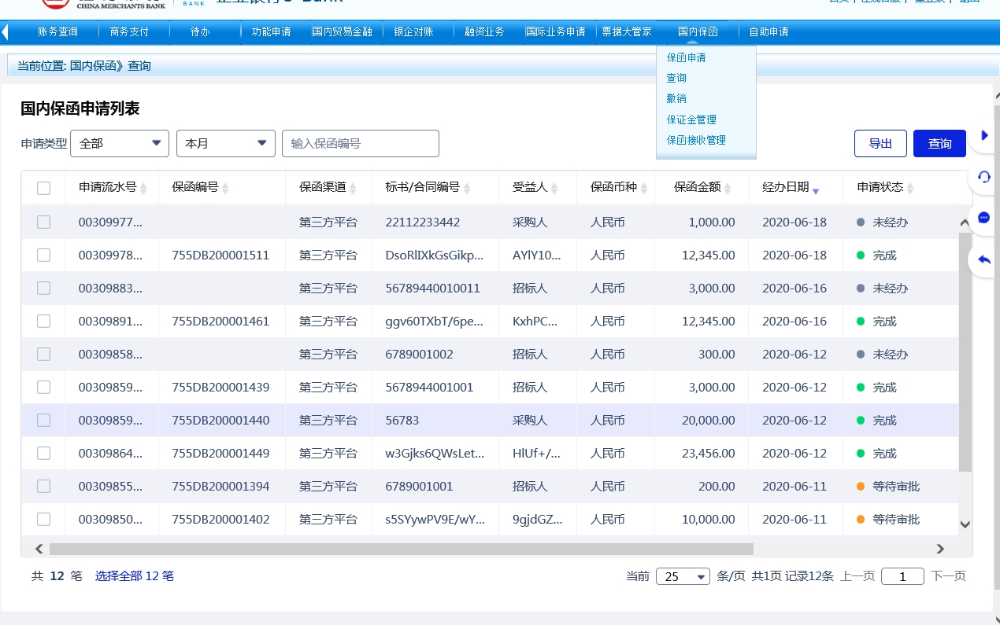 CHINA MERCHANTS BANK
BANK
账务查询 商务支付 待办 功能申请 国内贸易金融 银企对账 融资业务 国际业务申请 票据大管家 国内保函 自助申请
保函申请
查询
撤销
保证金管理
保函接收管理
当前位置: 国内保函》查询
国内保函申请列表
申请类型 全部 本月 输入保函编号 导出 查询
申请流水号 保函编号 保函渠道 标书/合同编号 受益人 保函币种 保函金额 经办日期 申请状态
00309977... 第三方平台 22112233442 采购人 人民币 1,000.00 2020-06-18 未经办
00309978... 755DB200001511 第三方平台 DsoRlIXkGsGikp... AYlY10... 人民币 12,345.00 2020-06-18 完成
00309883... 第三方平台 56789440010011 招标人 人民币 3,000.00 2020-06-16 未经办
00309891... 755DB200001461 第三方平台 ggv60TXbT/6pe... KxhPC... 人民币 12,345.00 2020-06-16 完成
00309858... 第三方平台 6789001002 招标人 人民币 300.00 2020-06-12 未经办
00309859... 755DB200001439 第三方平台 5678944001001 招标人 人民币 3,000.00 2020-06-12 完成
00309859... 755DB200001440 第三方平台 56783 采购人 人民币 20,000.00 2020-06-12 完成
00309864... 755DB200001449 第三方平台 w3Gjks6QWsLet... HlUf+/... 人民币 23,456.00 2020-06-12 完成
00309855... 755DB200001394 第三方平台 6789001001 招标人 人民币 200.00 2020-06-11 等待审批
00309850... 755DB200001402 第三方平台 s5SYywPV9E/wY... 9gjdGZ... 人民币 10,000.00 2020-06-11 等待审批
共 12 笔 选择全部 12 笔 当前 25 条/页 共1页 记录12条 上一页 1 下一页